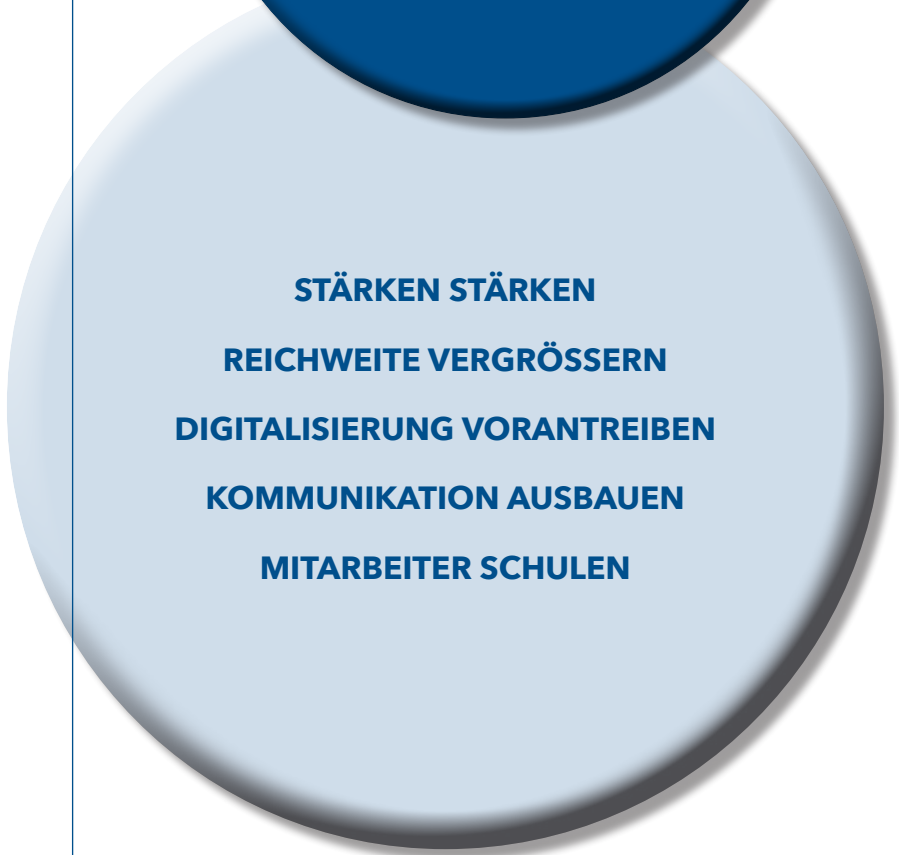 STÄRKEN STÄRKEN
REICHWEITE VERGRÖSSERN
DIGITALISIERUNG VORANTREIBEN
KOMMUNIKATION AUSBAUEN
MITARBEITER SCHULEN